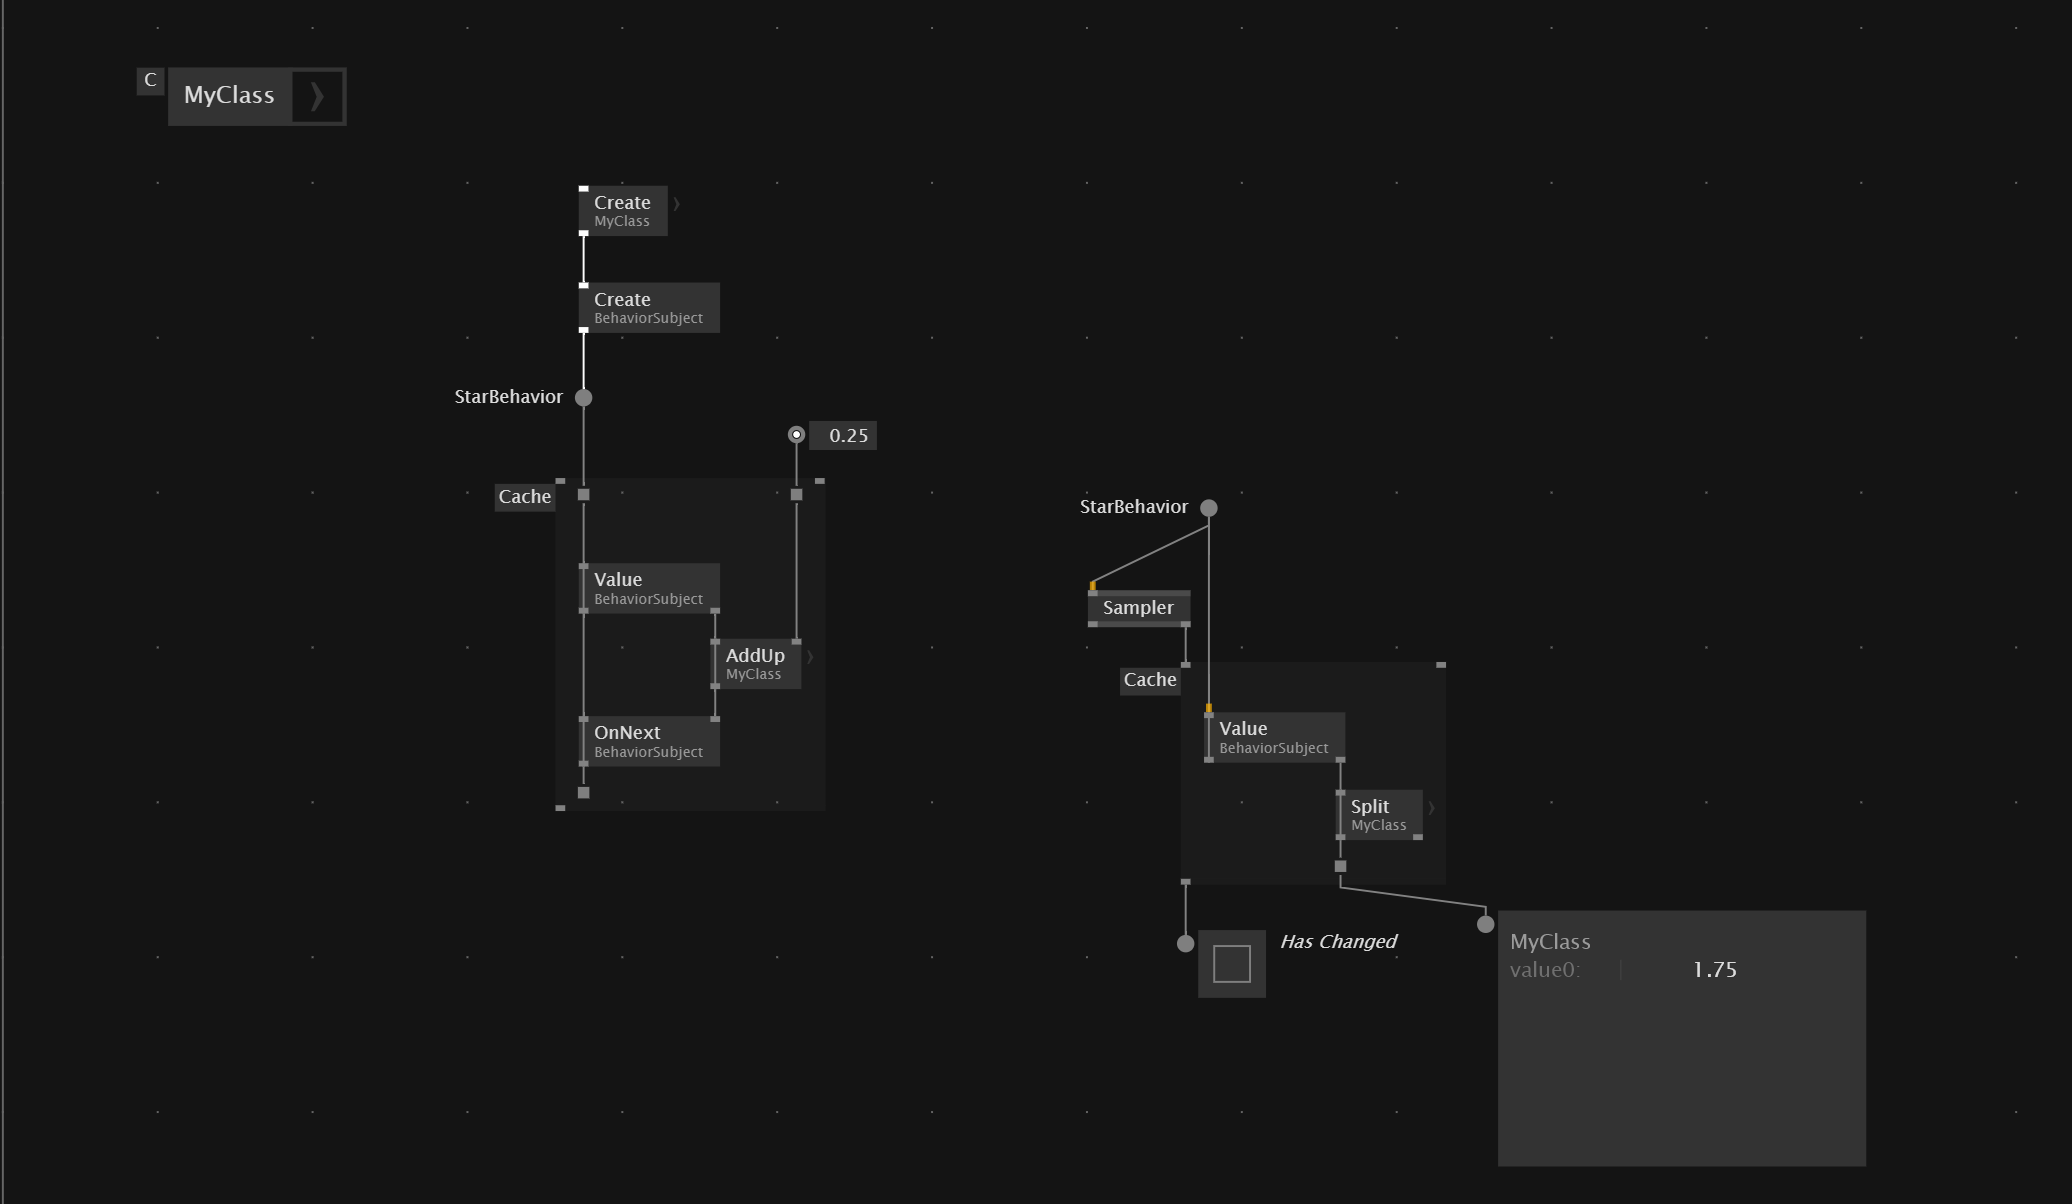 C
MyClass
Create
MyClass
Create
BehaviorSubject
StarBehavior
0.25
Cache
Value
BehaviorSubject
AddUp
MyClass
OnNext
BehaviorSubject
StarBehavior
Sampler
Cache
Value
BehaviorSubject
Split
MyClass
Has Changed
MyClass
value0: 1.75